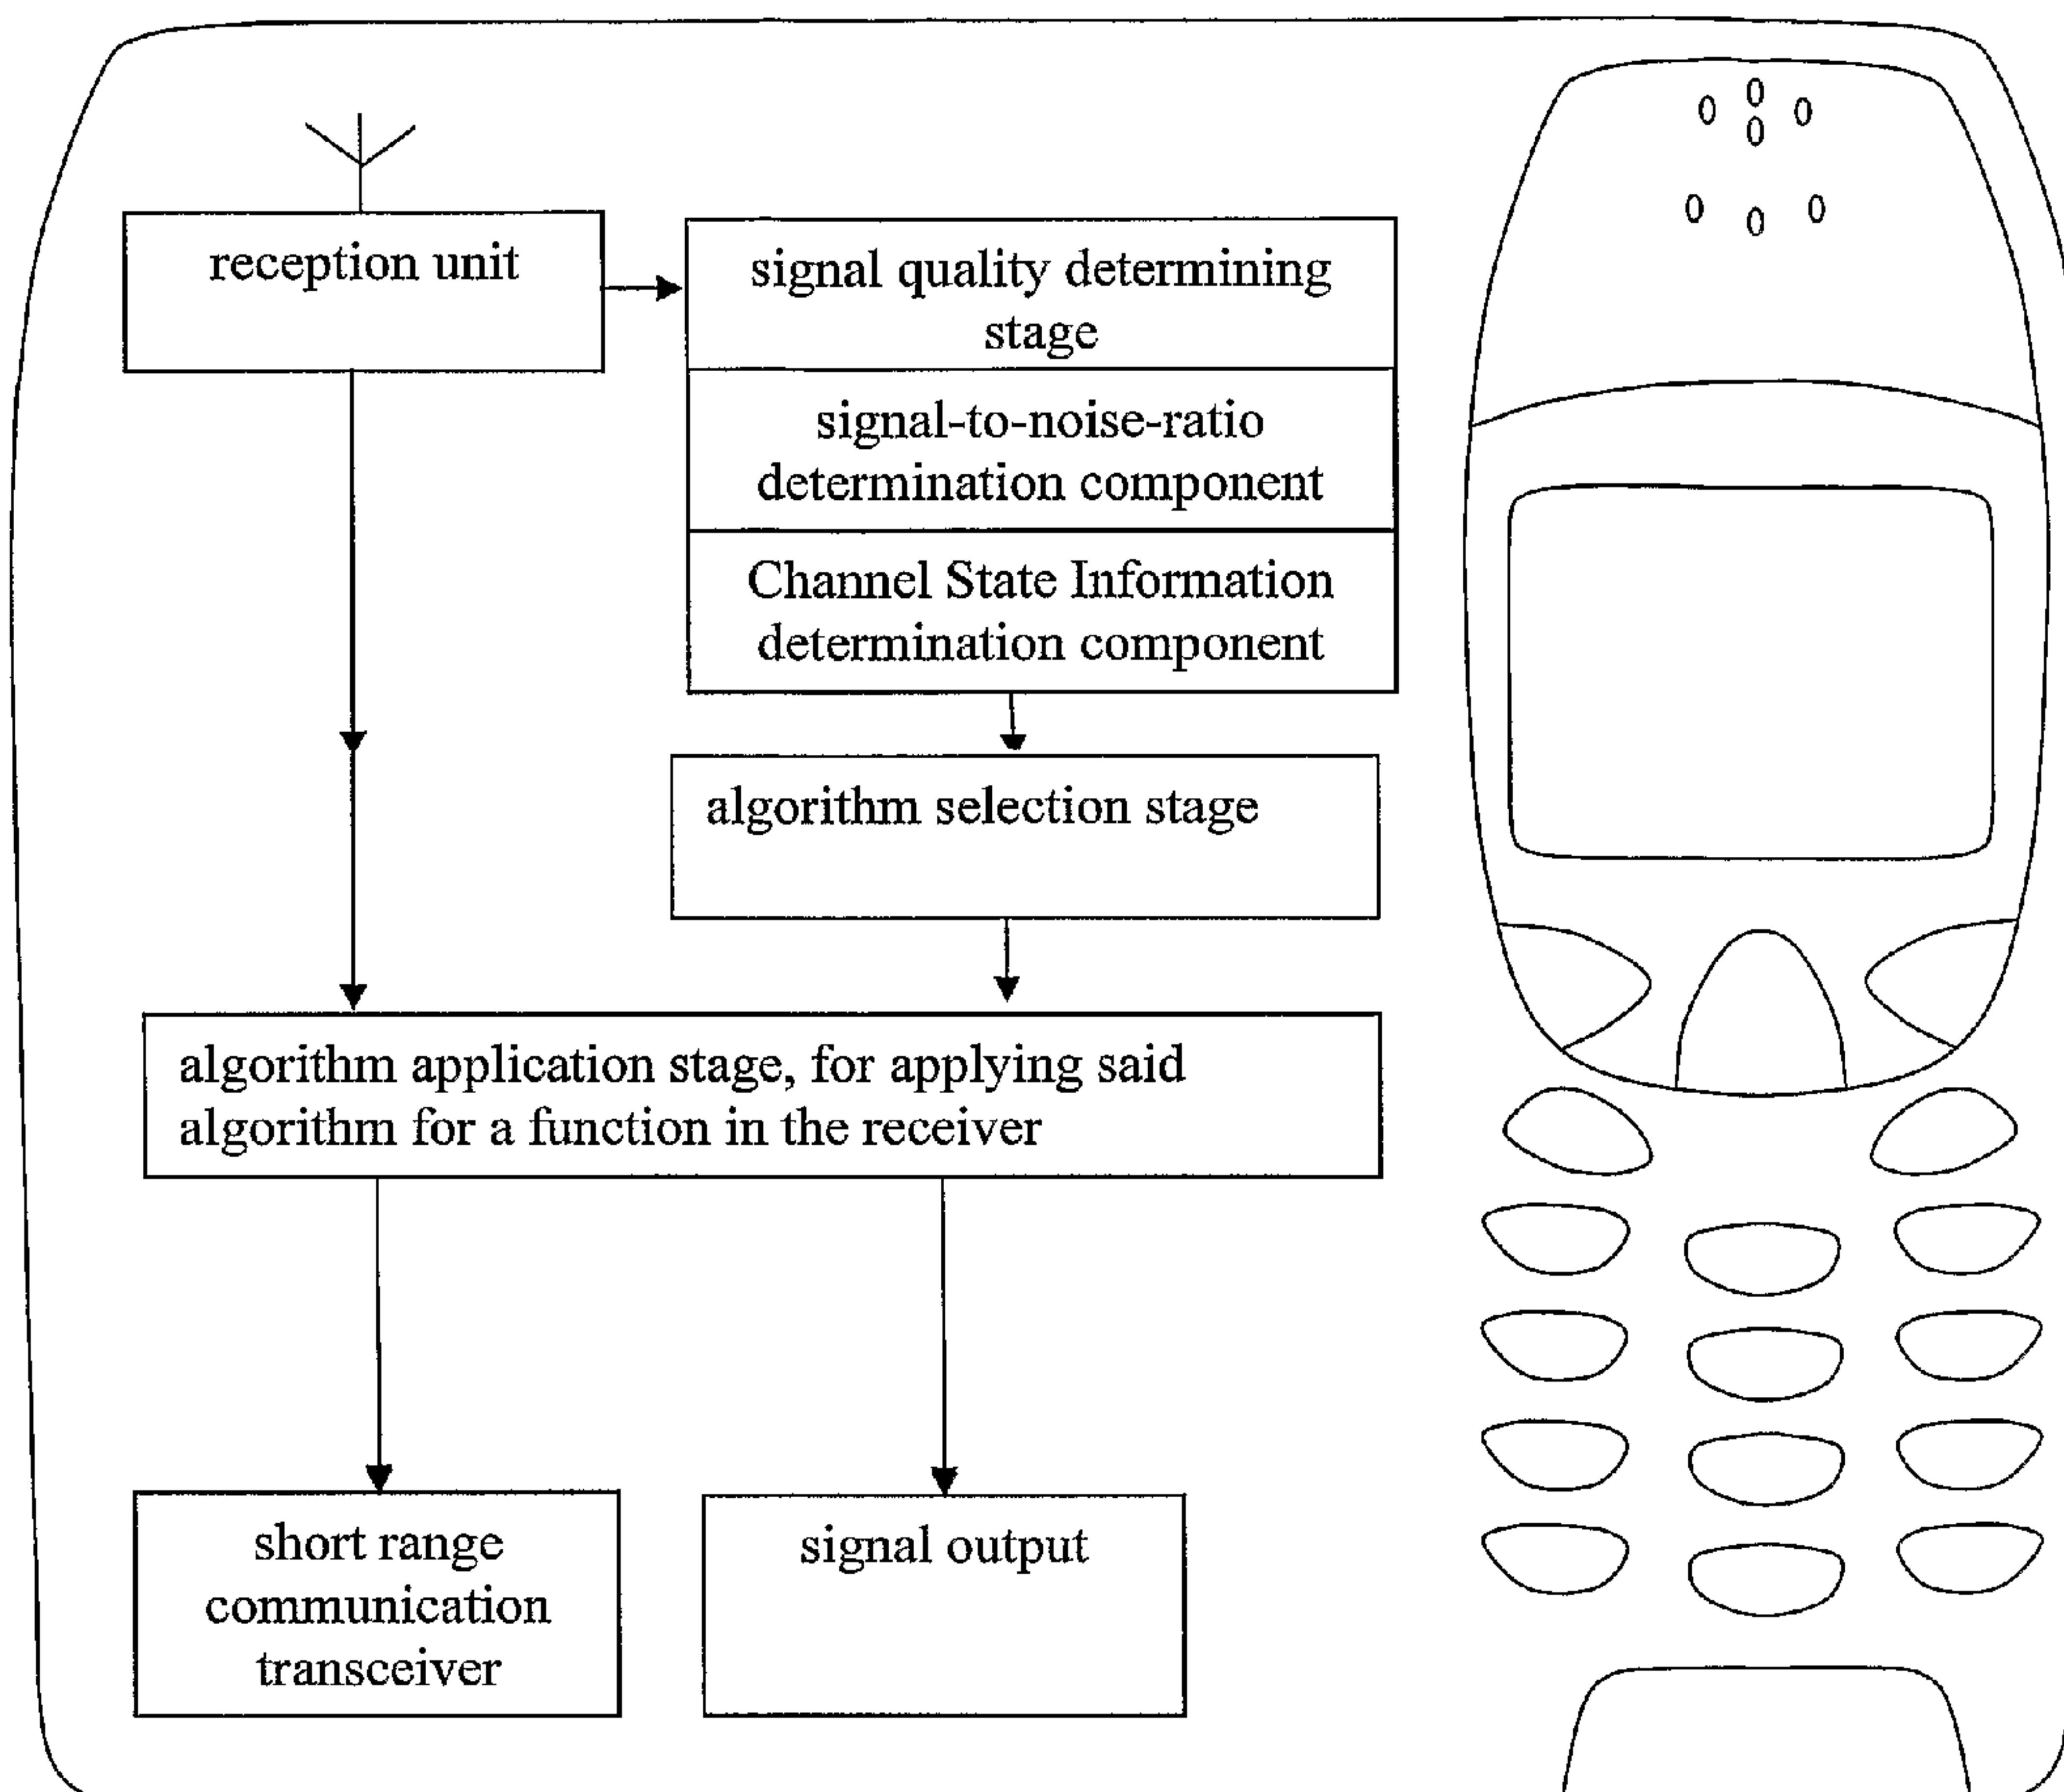 reception unit
signal quality determining
stage
signal-to-noise-ratio
determination component
Channel State Information
determination component
algorithm selection stage
algorithm application stage, for applying said
algorithm for a function in the receiver
short range
communication
transceiver
signal output